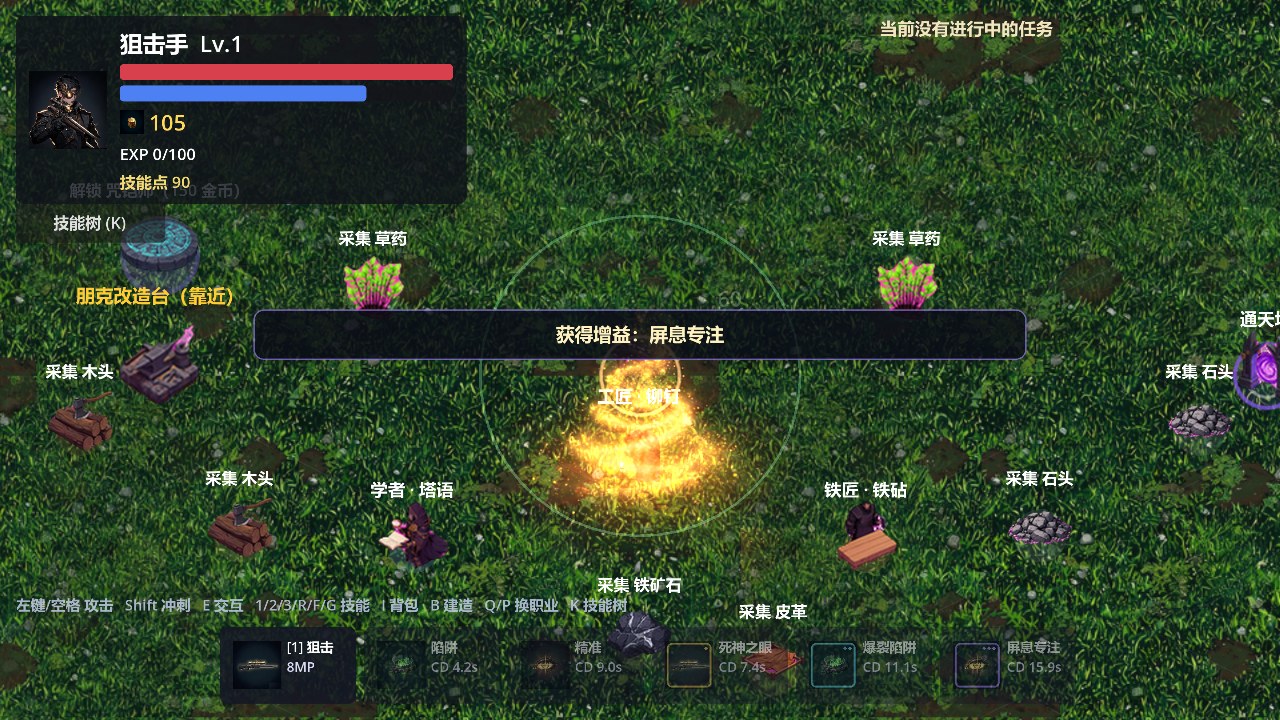 狙击手 Lv.1
当前没有进行中的任务
105
EXP 0/100
技能点 90
技能树 (K)
采集 草药
采集 草药
朋克改造台（靠近）
60
获得增益：屏息专注
采集 木头
采集 石头
工匠 · 铆钉
采集 木头
学者 · 塔语
铁匠 · 铁砧
采集 石头
采集 铁矿石
左键/空格 攻击 Shift 冲刺 E 交互 1/2/3/R/F/G 技能 I 背包 · B 建造 Q/P 换职业 K 技能树
采集 皮革
[1] 狙击
8MP
陷阱
CD 4.2s
精准
CD 9.0s
死神之眼
CD 7.4s
爆裂陷阱
CD 11.1s
屏息专注
CD 15.9s